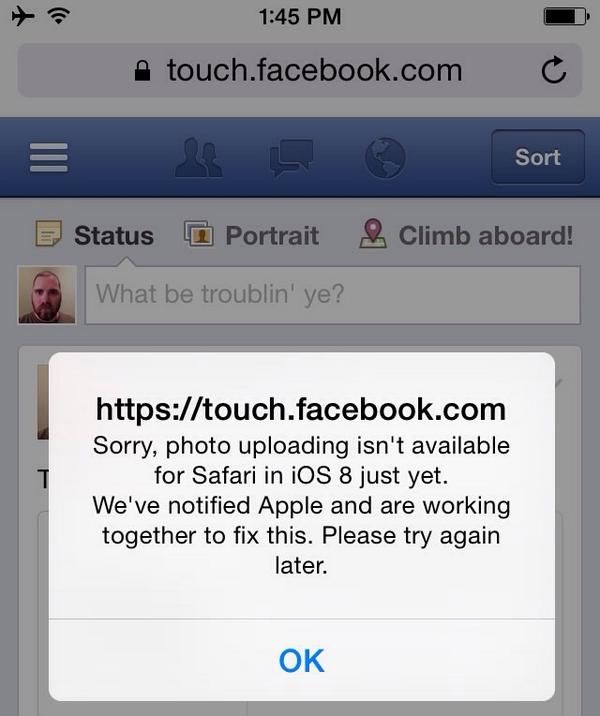 1:45 PM
touch.facebook.com
Sort
Status Portrait Climb aboard!
What be troublin' ye?
https://touch.facebook.com
Sorry, photo uploading isn't available
for Safari in iOS 8 just yet.
We've notified Apple and are working
together to fix this. Please try again
later.
T
OK